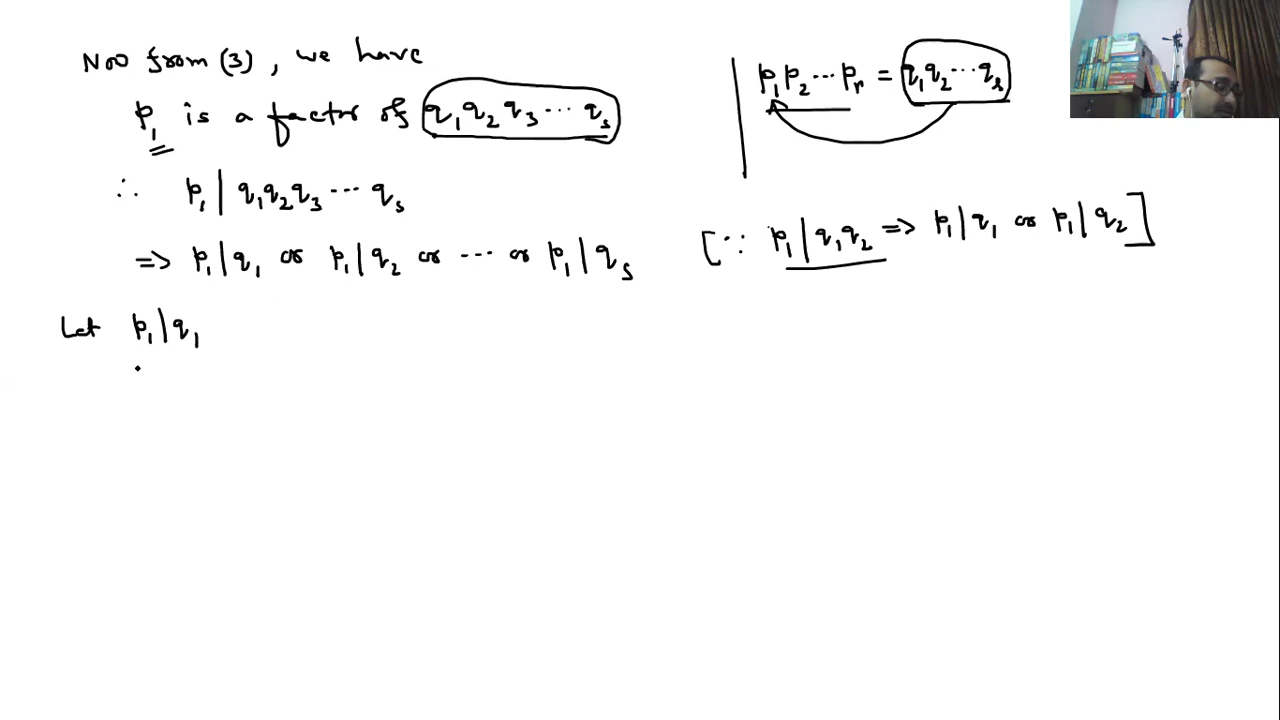 Now from (3), we have
p₁ is a factor of q₁q₂q₃⋯qₛ
∴ p₁ | q₁q₂q₃⋯qₛ
=> p₁|q₁ or p₁|q₂ or ⋯ or p₁|qₛ
Let p₁|q₁
p₁p₂⋯pᵣ = q₁q₂⋯qₛ
[∵ p₁|q₁q₂ => p₁|q₁ or p₁|q₂]